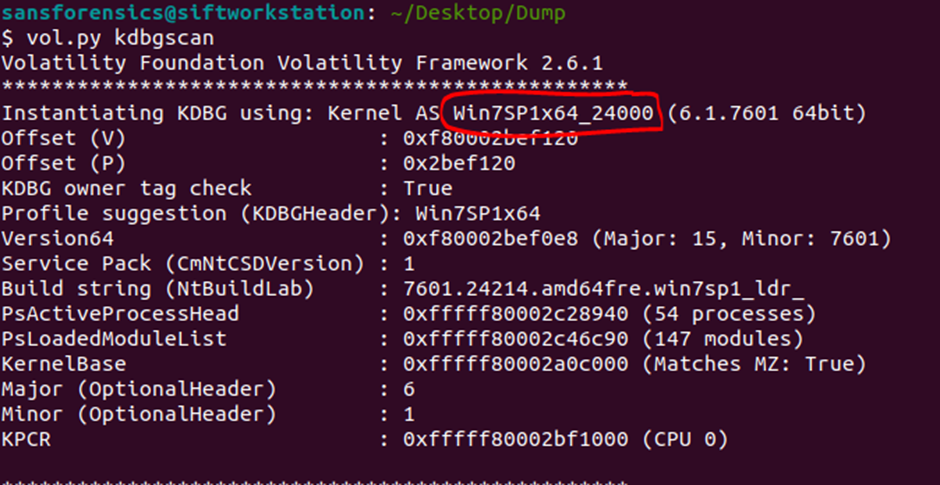 sansforensics@siftworkstation: ~/Desktop/Dump
$ vol.py kdbgscan
Volatility Foundation Volatility Framework 2.6.1
**************************************************
Instantiating KDBG using: Kernel AS Win7SP1x64_24000 (6.1.7601 64bit)
Offset (V)                    : 0xf80002bef120
Offset (P)                    : 0x2bef120
KDBG owner tag check          : True
Profile suggestion (KDBGHeader): Win7SP1x64
Version64                     : 0xf80002bef0e8 (Major: 15, Minor: 7601)
Service Pack (CmNtCSDVersion) : 1
Build string (NtBuildLab)     : 7601.24214.amd64fre.win7sp1_ldr_
PsActiveProcessHead           : 0xfffff80002c28940 (54 processes)
PsLoadedModuleList            : 0xfffff80002c46c90 (147 modules)
KernelBase                    : 0xfffff80002a0c000 (Matches MZ: True)
Major (OptionalHeader)        : 6
Minor (OptionalHeader)        : 1
KPCR                          : 0xfffff80002bf1000 (CPU 0)
**************************************************